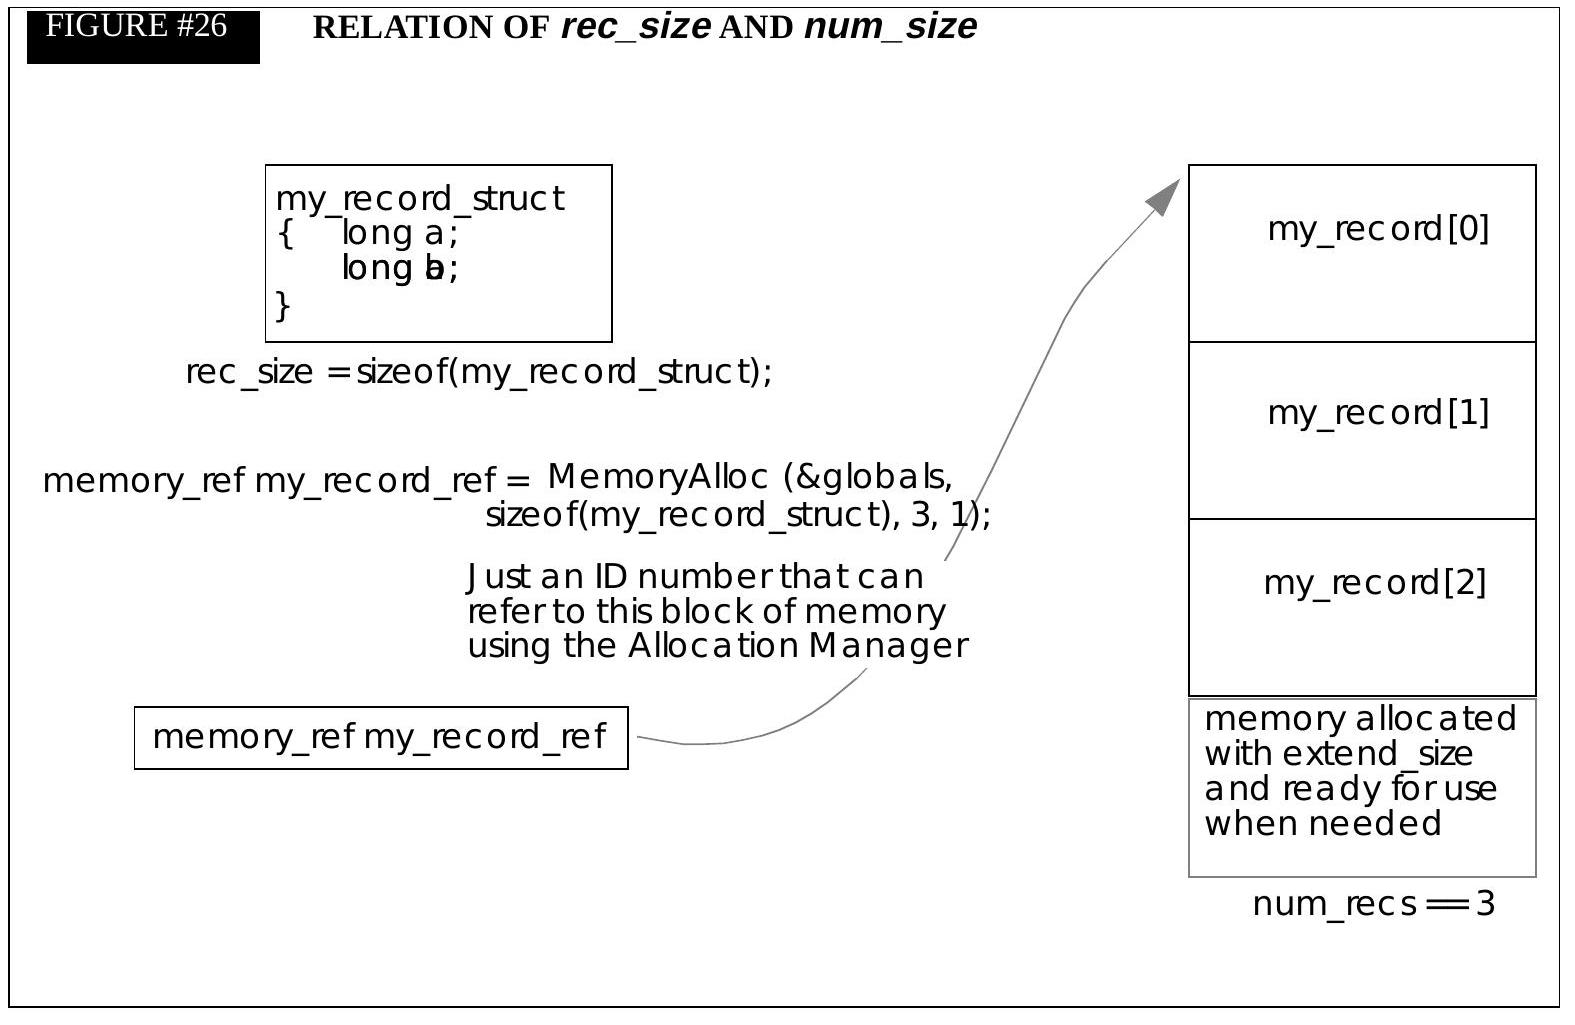 FIGURE #26 RELATION OF rec_size AND num_size
my_record_struct
{ long a;
long b;
}
rec_size = sizeof(my_record_struct);
memory_ref my_record_ref = MemoryAlloc (&globals,
sizeof(my_record_struct), 3, 1);
Just an ID number that can
refer to this block of memory
using the Allocation Manager
memory_ref my_record_ref
my_record[0]
my_record[1]
my_record[2]
memory allocated
with extend_size
and ready for use
when needed
num_recs == 3